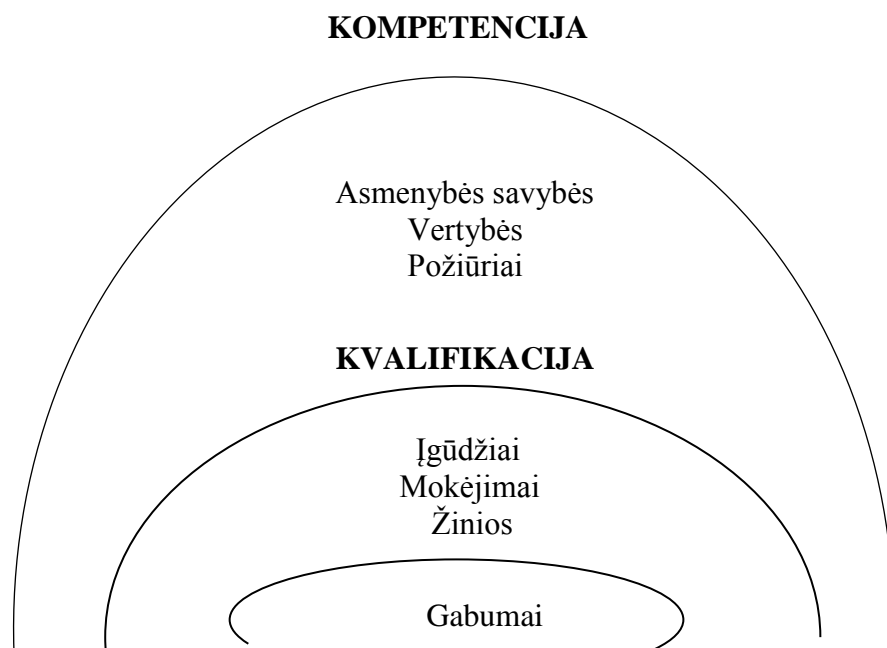 KOMPETENCIJA
Asmenybės savybės
Vertybės
Požiūriai
KVALIFIKACIJA
Įgūdžiai
Mokėjimai
Žinios
Gabumai